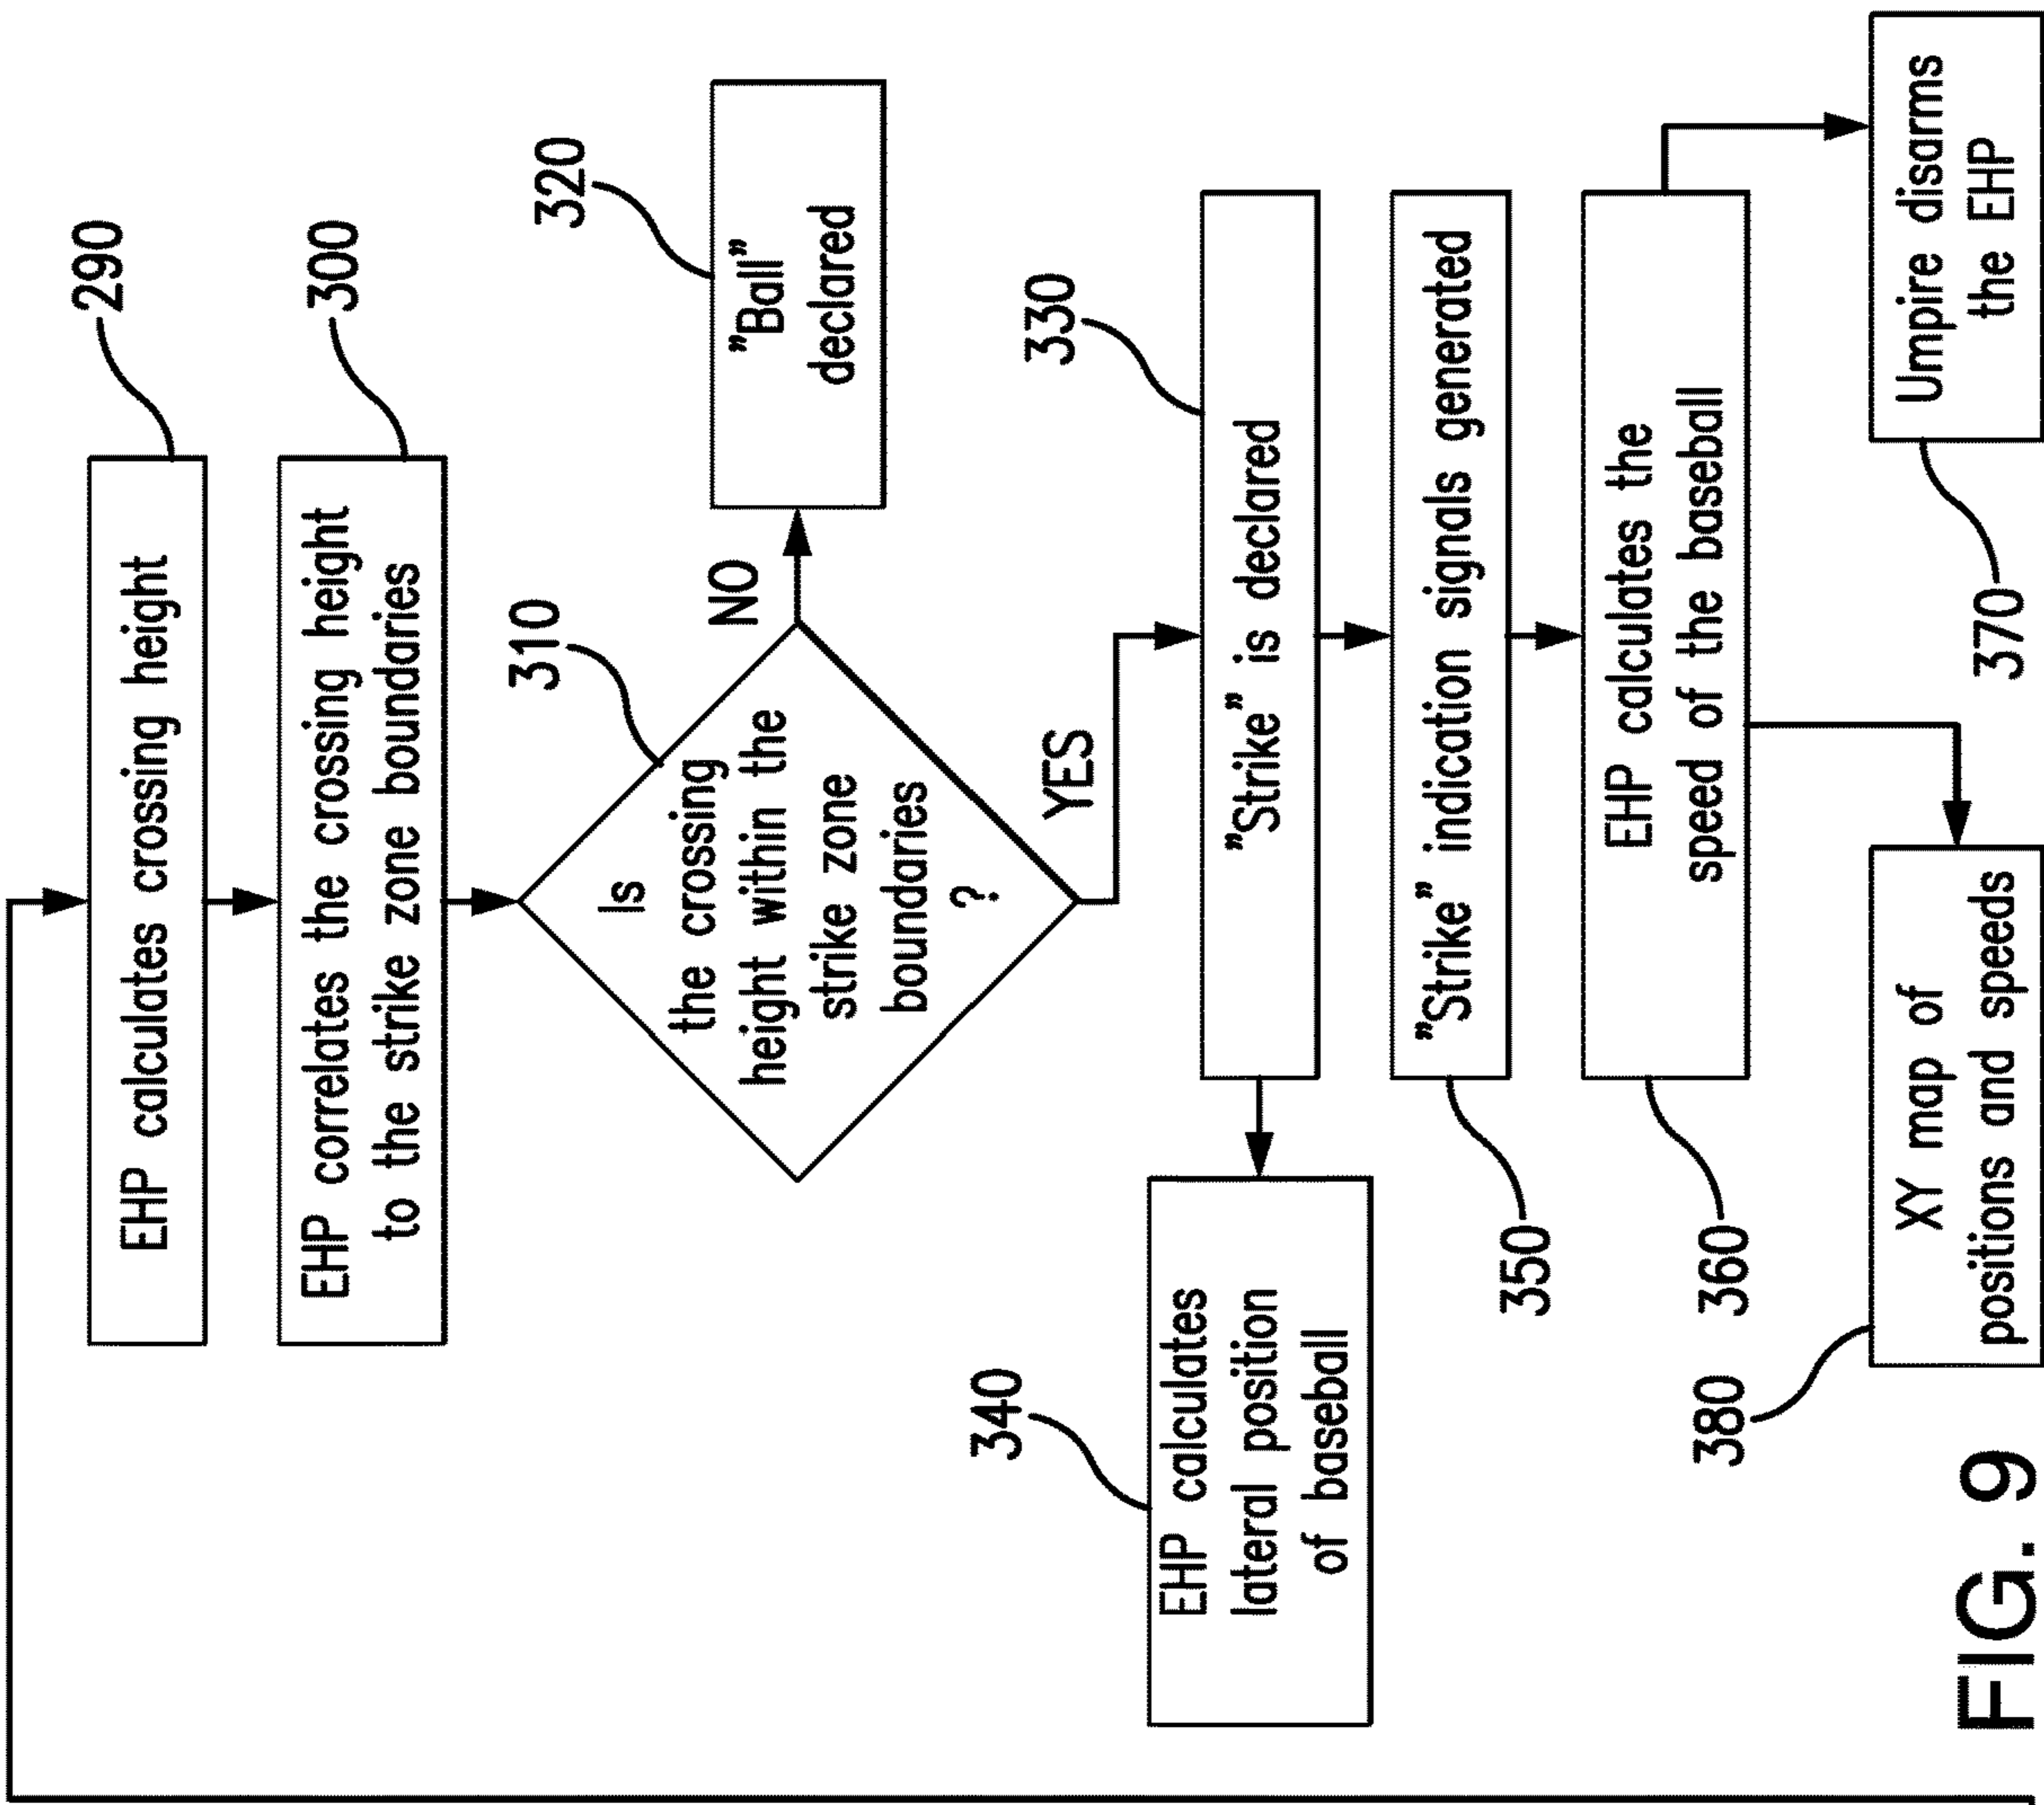 290
EHP calculates crossing height
300
EHP correlates the crossing height
to the strike zone boundaries
310
Is
the crossing
height within the
strike zone
boundaries
?
NO
320
"Ball"
declared
YES
330
"Strike" is declared
340
EHP calculates
lateral position
of baseball
"Strike" indication signals generated
350
EHP calculates the
speed of the baseball
360
Umpire disarms
the EHP
370
380
XY map of
positions and speeds
FIG. 9